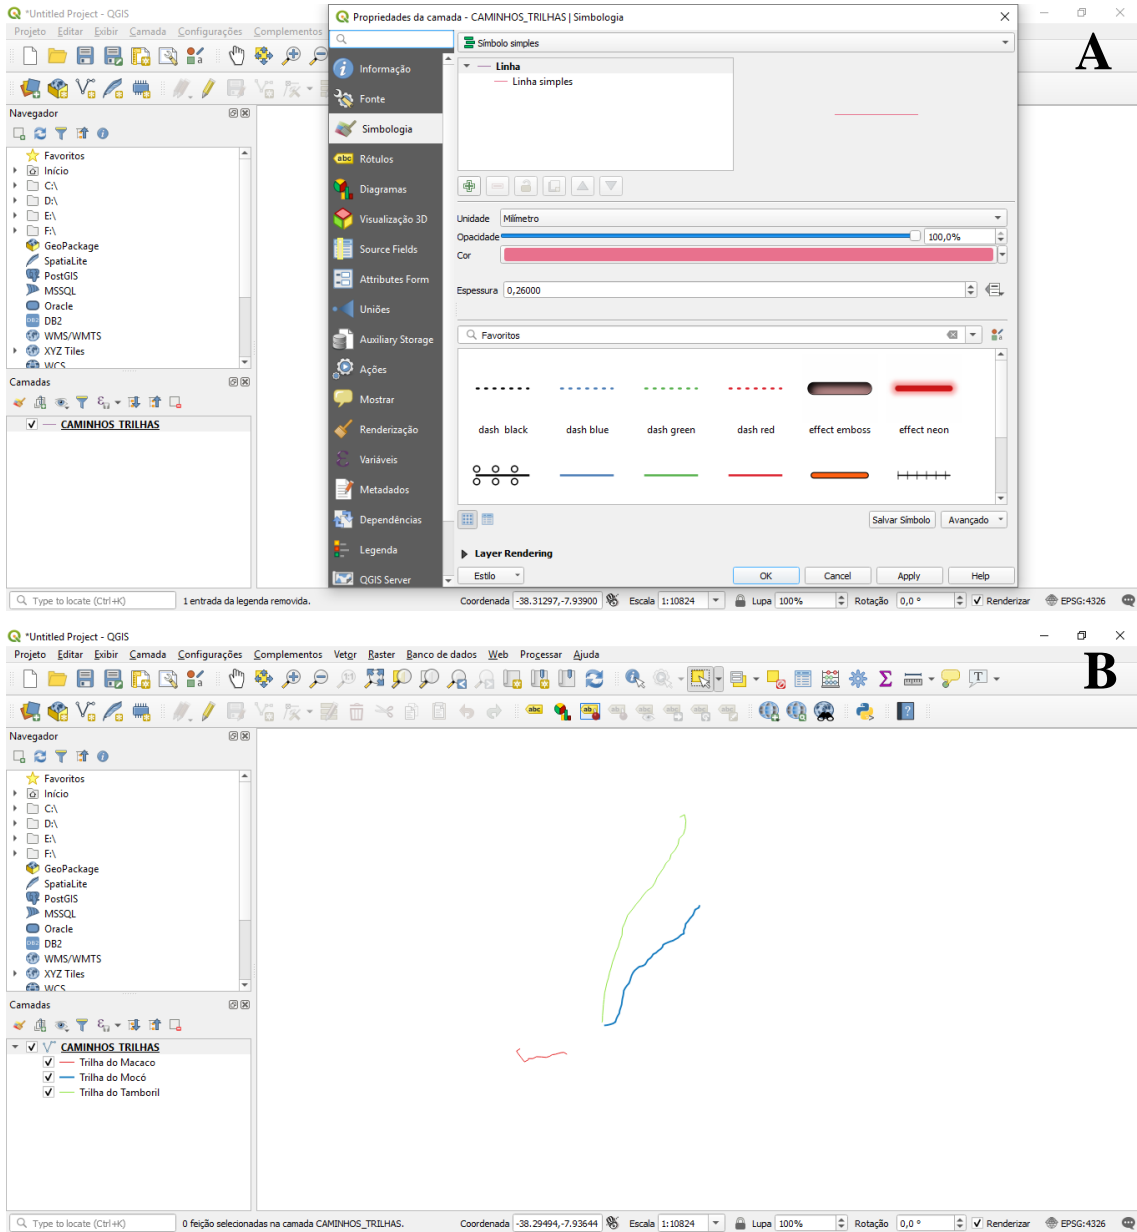 *Untitled Project - QGIS
Projeto Editar Exibir Camada Configurações Complementos
Propriedades da camada - CAMINHOS_TRILHAS | Simbologia
A
Navegador
Favoritos
Início
C:\
D:\
E:\
F:\
GeoPackage
SpatiaLite
PostGIS
MSSQL
Oracle
DB2
WMS/WMTS
XYZ Tiles
WCS
Camadas
CAMINHOS_TRILHAS
Informação
Fonte
Simbologia
abc Rótulos
Diagramas
Visualização 3D
Source Fields
Attributes Form
Uniões
Auxiliary Storage
Ações
Mostrar
Renderização
Variáveis
Metadados
Dependências
Legenda
QGIS Server
Símbolo simples
Linha
Linha simples
Unidade Milímetro
Opacidade 100,0%
Cor
Espessura 0,26000
Favoritos
dash black dash blue dash green dash red effect emboss effect neon
Salvar Símbolo Avançado
Layer Rendering
Estilo OK Cancel Apply Help
Type to locate (Ctrl+K) 1 entrada da legenda removida. Coordenada -38.31297,-7.93900 Escala 1:10824 Lupa 100% Rotação 0,0 ° Renderizar EPSG:4326
*Untitled Project - QGIS
Projeto Editar Exibir Camada Configurações Complementos Vetor Raster Banco de dados Web Processar Ajuda
B
Navegador
Favoritos
Início
C:\
D:\
E:\
F:\
GeoPackage
SpatiaLite
PostGIS
MSSQL
Oracle
DB2
WMS/WMTS
XYZ Tiles
WCS
Camadas
CAMINHOS_TRILHAS
Trilha do Macaco
Trilha do Mocó
Trilha do Tamboril
Type to locate (Ctrl+K) 0 feição selecionadas na camada CAMINHOS_TRILHAS. Coordenada -38.29494,-7.93644 Escala 1:10824 Lupa 100% Rotação 0,0 ° Renderizar EPSG:4326